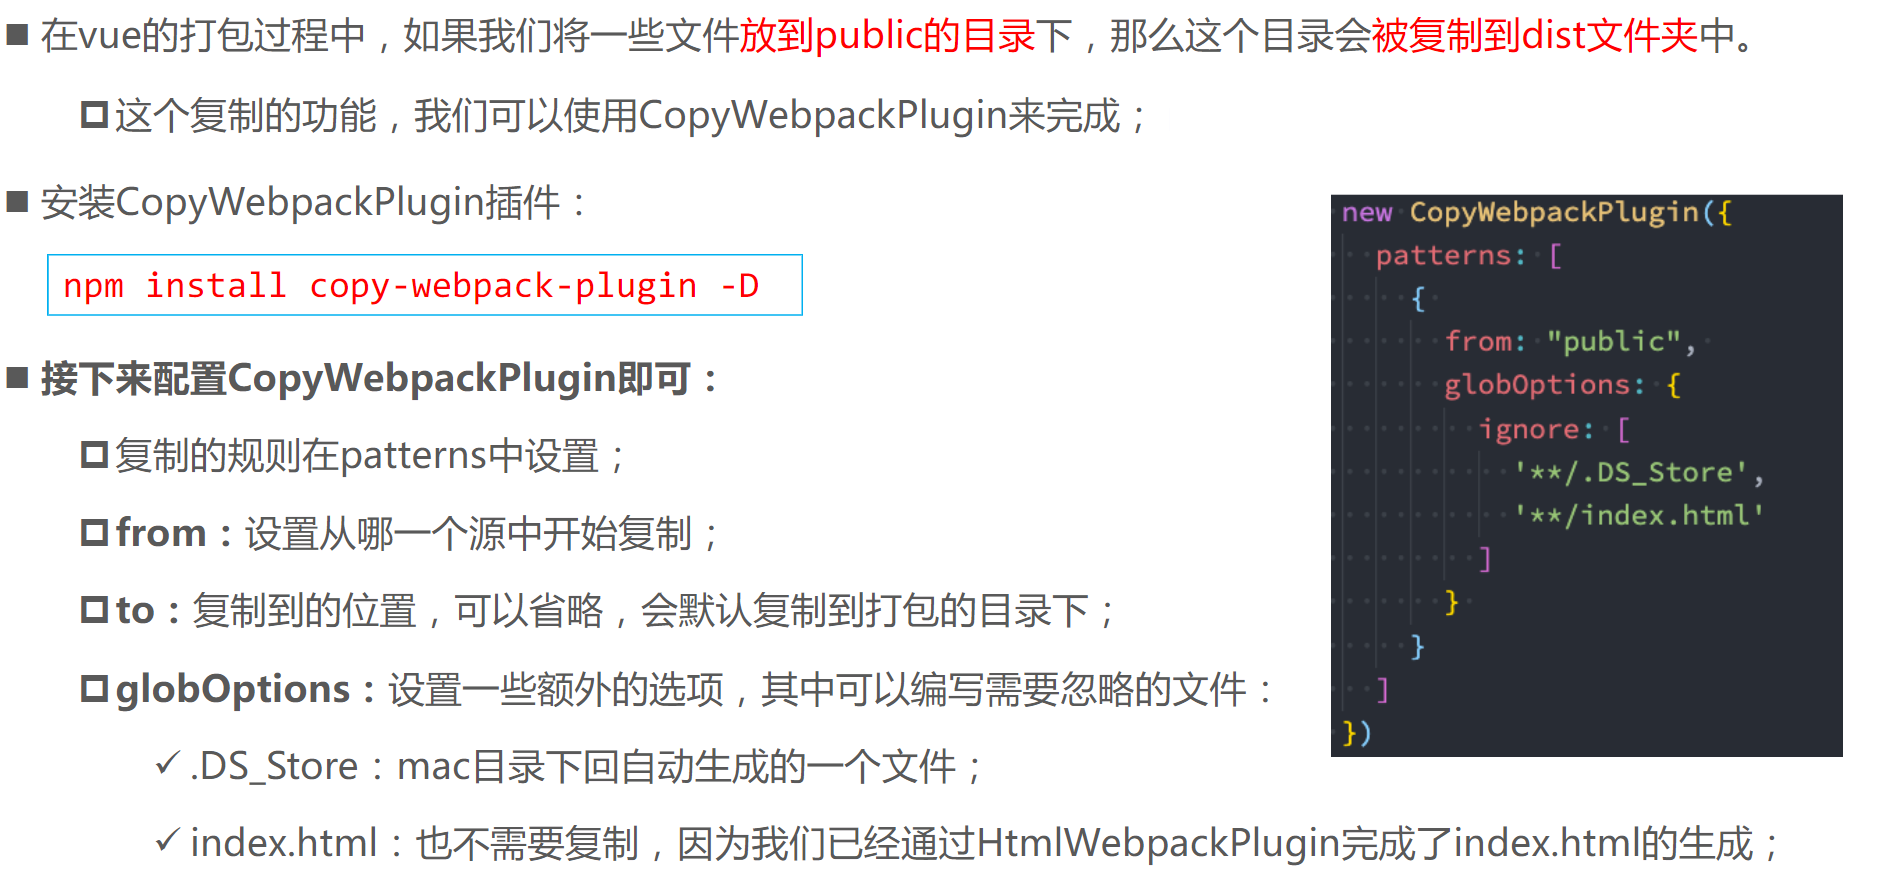 ■ 在vue的打包过程中，如果我们将一些文件放到public的目录下，那么这个目录会被复制到dist文件夹中。
这个复制的功能，我们可以使用CopyWebpackPlugin来完成；
■ 安装CopyWebpackPlugin插件：
npm install copy-webpack-plugin -D
■ 接下来配置CopyWebpackPlugin即可：
复制的规则在patterns中设置；
from：设置从哪一个源中开始复制；
to：复制到的位置，可以省略，会默认复制到打包的目录下；
globOptions：设置一些额外的选项，其中可以编写需要忽略的文件：
✓ .DS_Store：mac目录下回自动生成的一个文件；
✓ index.html：也不需要复制，因为我们已经通过HtmlWebpackPlugin完成了index.html的生成；
new CopyWebpackPlugin({
patterns: [
{
from: "public",
globOptions: {
ignore: [
'**/.DS_Store',
'**/index.html'
]
}
}
]
})